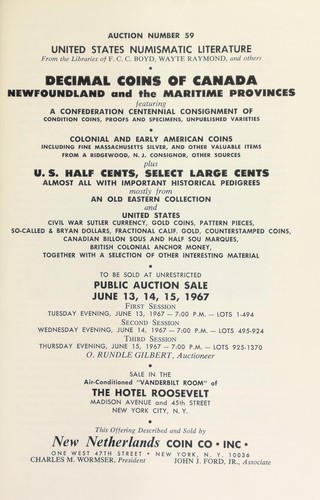 AUCTION NUMBER 59
UNITED STATES NUMISMATIC LITERATURE
From the Libraries of F. C. C. BOYD, WAYTE RAYMOND, and others
•
DECIMAL COINS OF CANADA
NEWFOUNDLAND and the MARITIME PROVINCES
featuring
A CONFEDERATION CENTENNIAL CONSIGNMENT OF
CONDITION COINS, PROOFS AND SPECIMENS, UNPUBLISHED VARIETIES
•
COLONIAL AND EARLY AMERICAN COINS
INCLUDING FINE MASSACHUSETTS SILVER, AND OTHER VALUABLE ITEMS
FROM A RIDGEWOOD, N. J. CONSIGNOR, OTHER SOURCES
plus
U. S. HALF CENTS, SELECT LARGE CENTS
ALMOST ALL WITH IMPORTANT HISTORICAL PEDIGREES
mostly from
AN OLD EASTERN COLLECTION
and
UNITED STATES
CIVIL WAR SUTLER CURRENCY, GOLD COINS, PATTERN PIECES,
SO-CALLED & BRYAN DOLLARS, FRACTIONAL CALIF. GOLD, COUNTERSTAMPED COINS,
CANADIAN BILLON SOUS AND HALF SOU MARQUES,
BRITISH COLONIAL ANCHOR MONEY,
TOGETHER WITH A SELECTION OF OTHER INTERESTING MATERIAL
•
TO BE SOLD AT UNRESTRICTED
PUBLIC AUCTION SALE
JUNE 13, 14, 15, 1967
FIRST SESSION
TUESDAY EVENING, JUNE 13, 1967 — 7:00 P.M. — LOTS 1-494
SECOND SESSION
WEDNESDAY EVENING, JUNE 14, 1967 — 7:00 P.M. — LOTS 495-924
THIRD SESSION
THURSDAY EVENING, JUNE 15, 1967 — 7:00 P.M. — LOTS 925-1370
O. RUNDLE GILBERT, Auctioneer
•
SALE IN THE
Air-Conditioned "VANDERBILT ROOM" of
THE HOTEL ROOSEVELT
MADISON AVENUE and 45th STREET
NEW YORK CITY, N. Y.
•
This Offering Described and Sold by
New Netherlands COIN CO • INC •
ONE WEST 47TH STREET • NEW YORK, N. Y. 10036
CHARLES M. WORMSER, President JOHN J. FORD, JR., Associate